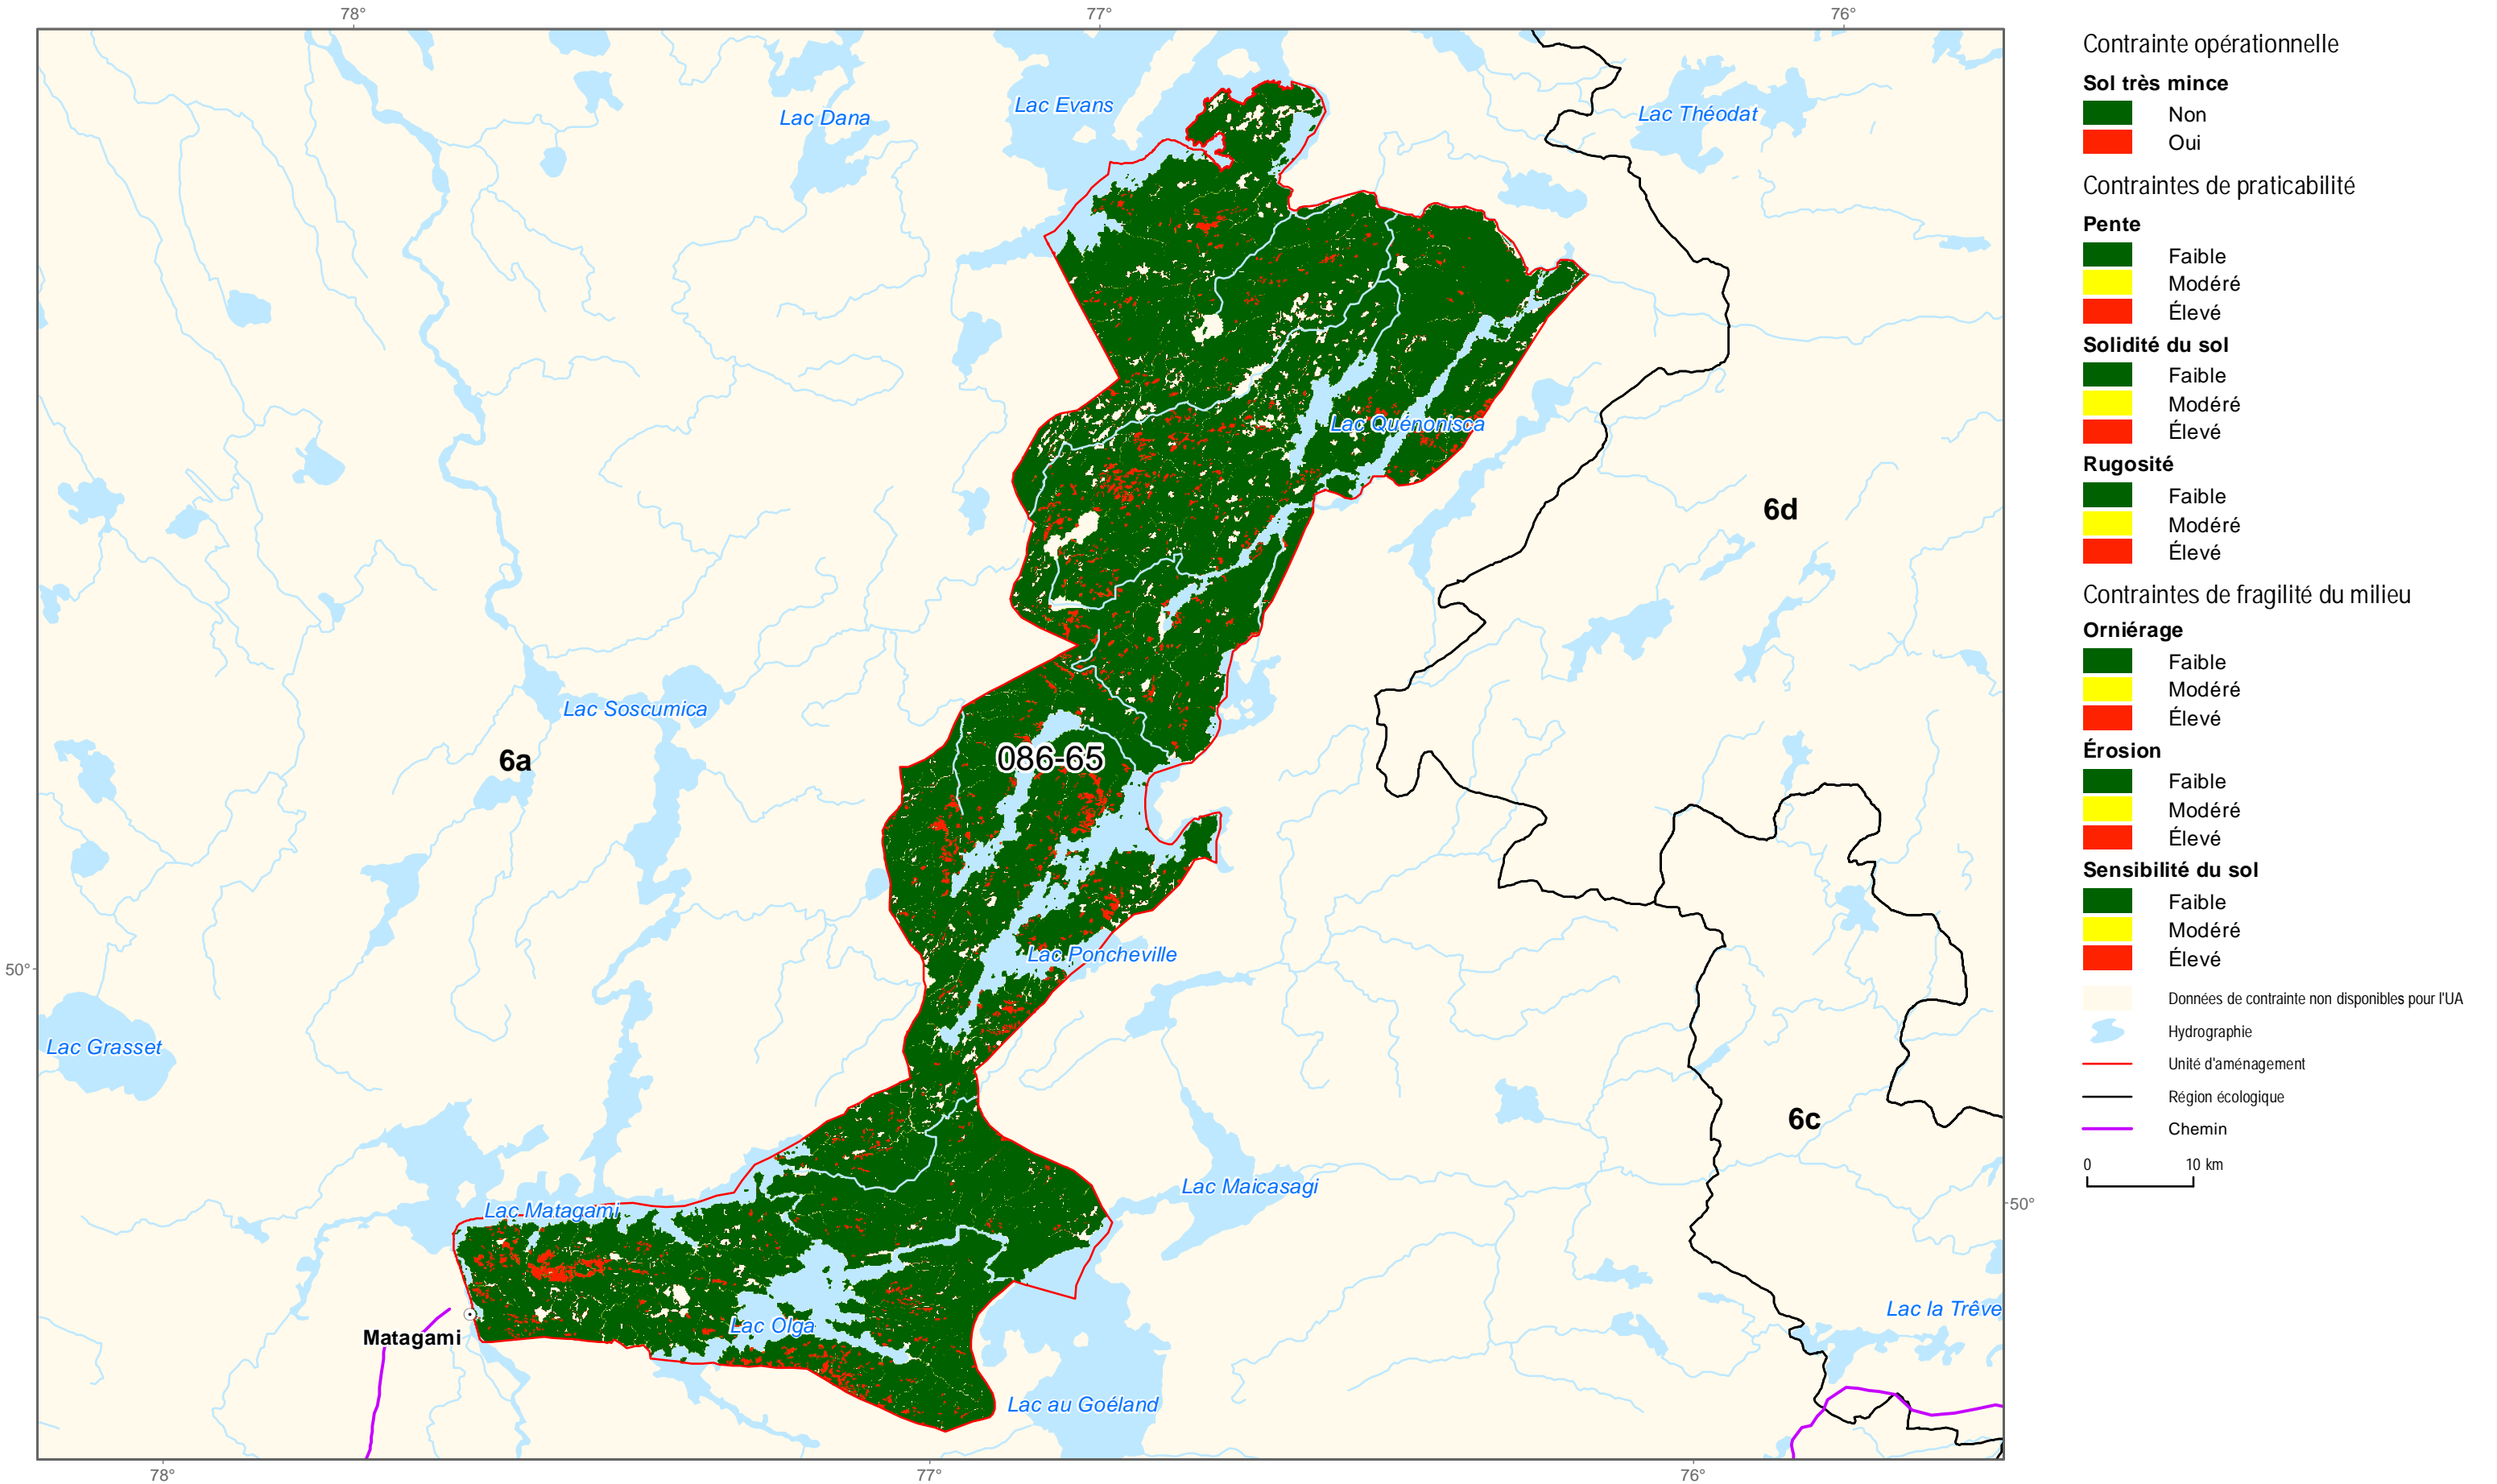 78°
77°
76°
Lac Dana
Lac Evans
Lac Théodat
Lac Quénonisca
6d
Lac Soscumica
6a
086-65
Lac Poncheville
50°
Lac Grasset
6c
Lac Maicasagi
50°
Lac Matagami
Lac la Trêve
Lac Olga
Matagami
Lac au Goéland
78°
77°
76°
Contrainte opérationnelle
Sol très mince
Non
Oui
Contraintes de praticabilité
Pente
Faible
Modéré
Élevé
Solidité du sol
Faible
Modéré
Élevé
Rugosité
Faible
Modéré
Élevé
Contraintes de fragilité du milieu
Orniérage
Faible
Modéré
Élevé
Érosion
Faible
Modéré
Élevé
Sensibilité du sol
Faible
Modéré
Élevé
Données de contrainte non disponibles pour l'UA
Hydrographie
Unité d'aménagement
Région écologique
Chemin
0 10 km